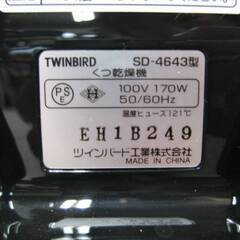 TWINBIRD SD-4643型
くつ乾燥機
PS
E
100V 170W
50/60Hz
温度ヒューズ121℃
EH1B249
ツインバード工業株式会社
MADE IN CHINA